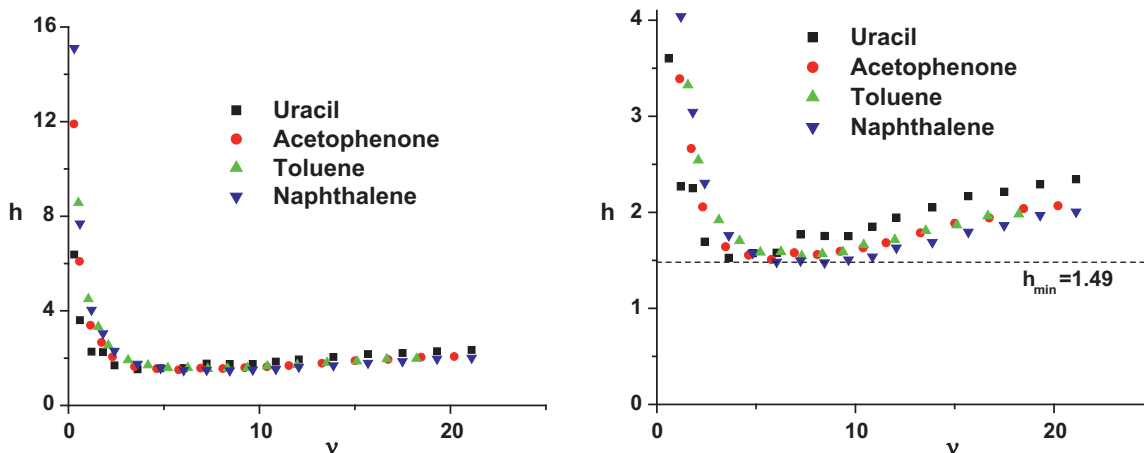 16
12
8
4
0
h
Uracil
Acetophenone
Toluene
Naphthalene
0
10
20
ν
4
3
2
1
0
h
Uracil
Acetophenone
Toluene
Naphthalene
hmin=1.49
0
10
20
ν